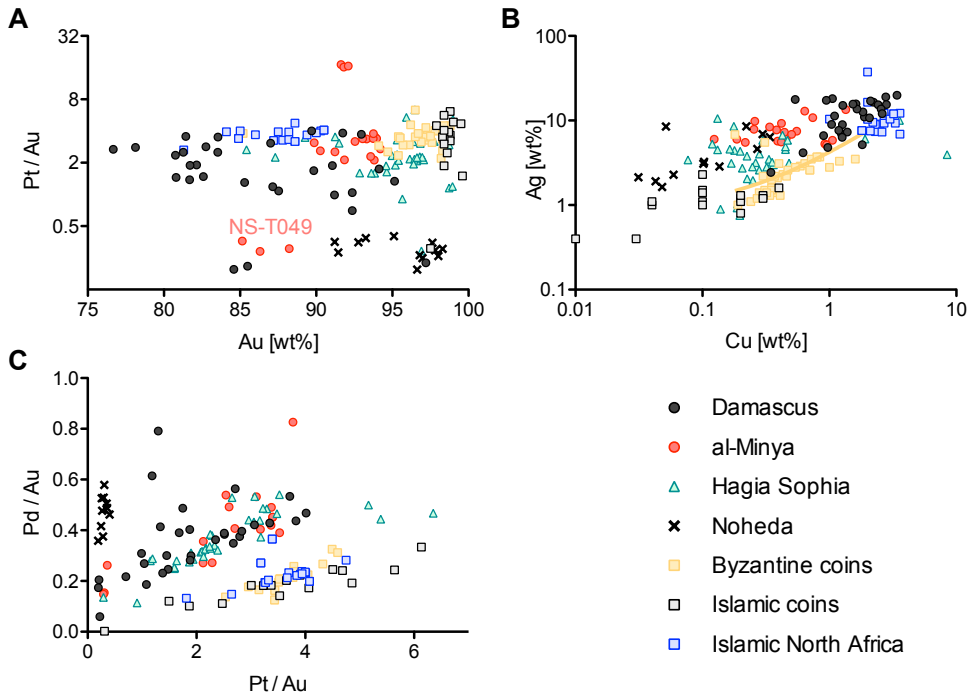 A
32
8
2
0.5
Pt / Au
NS-T049
75
80
85
90
95
100
Au [wt%]
B
100
10
1
0.1
Ag [wt%]
0.01
0.1
1
10
Cu [wt%]
C
1.0
0.8
0.6
0.4
0.2
0.0
Pd / Au
0
2
4
6
Pt / Au
Damascus
al-Minya
Hagia Sophia
Noheda
Byzantine coins
Islamic coins
Islamic North Africa